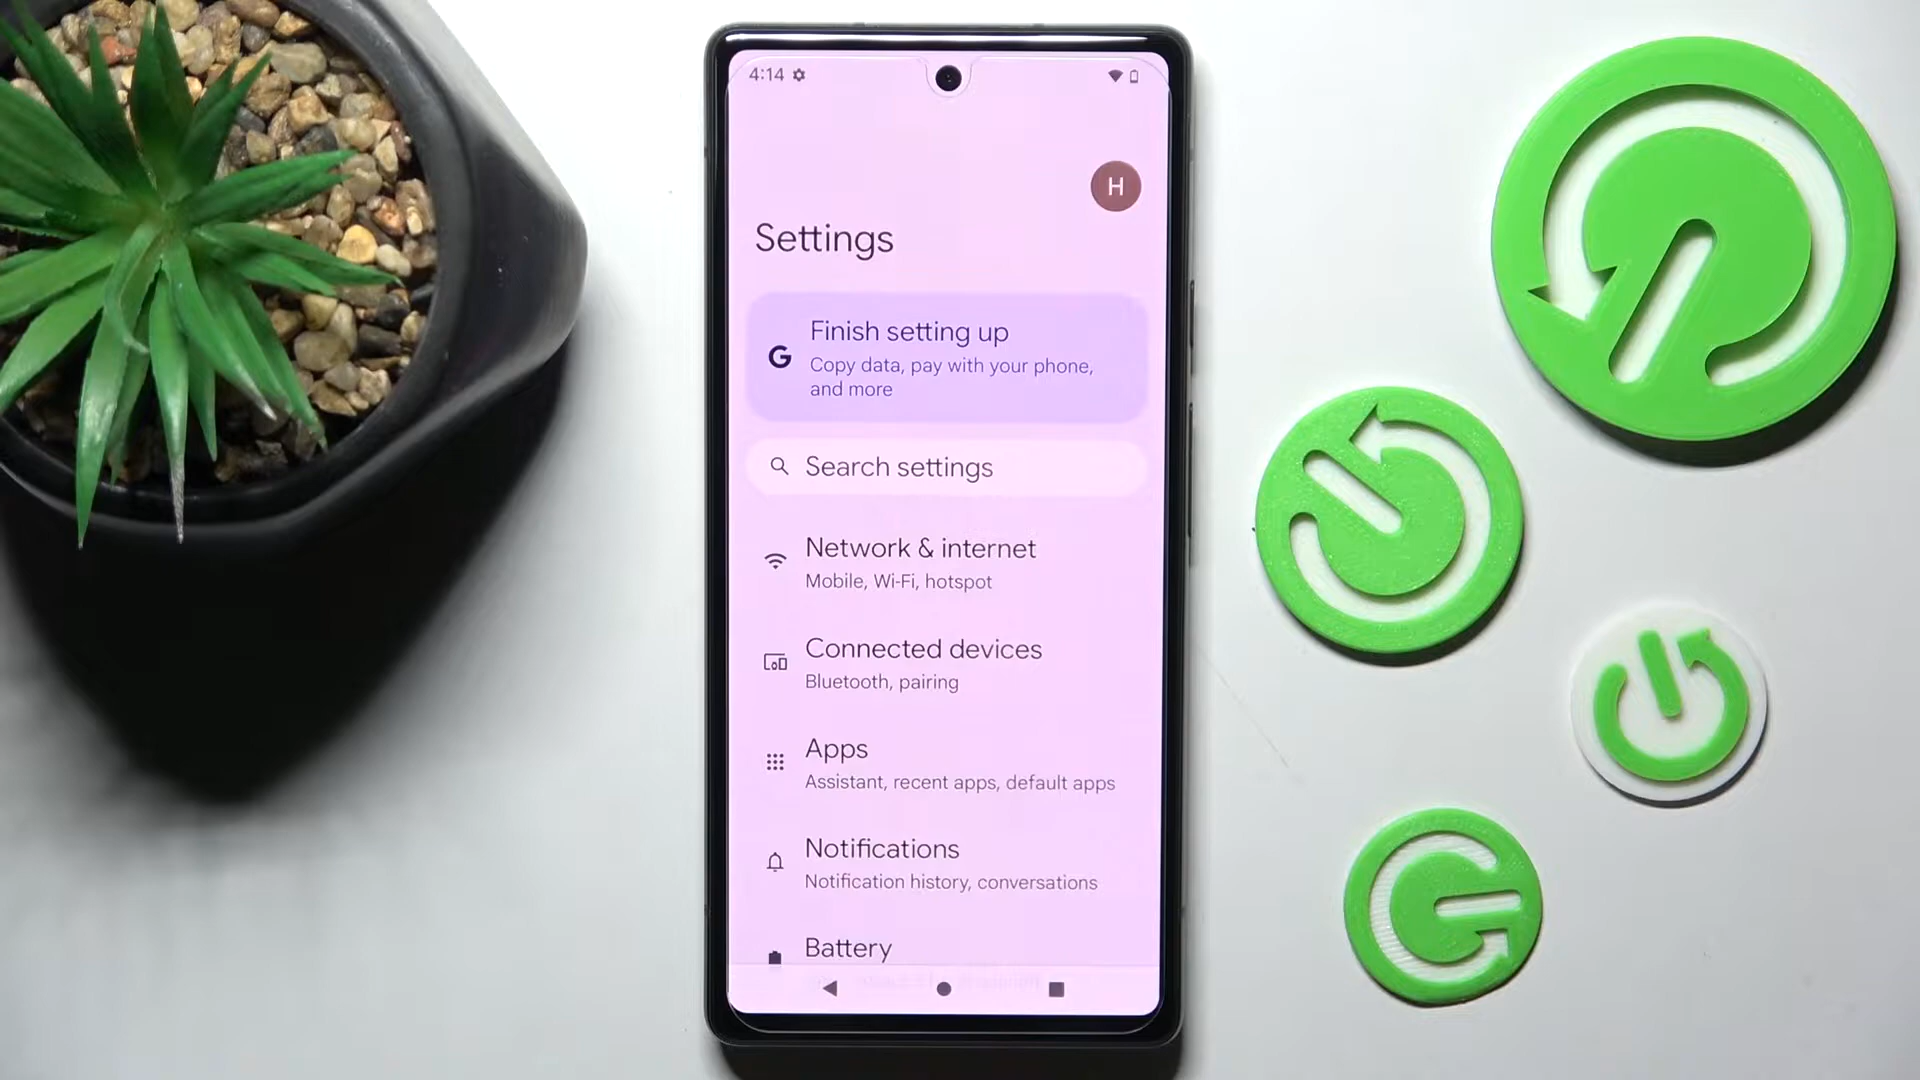 4:14
H
Settings
Finish setting up
G
Copy data, pay with your phone,
and more
Search settings
Network & internet
Mobile, Wi-Fi, hotspot
Connected devices
Bluetooth, pairing
Apps
Assistant, recent apps, default apps
Notifications
Notification history, conversations
Battery